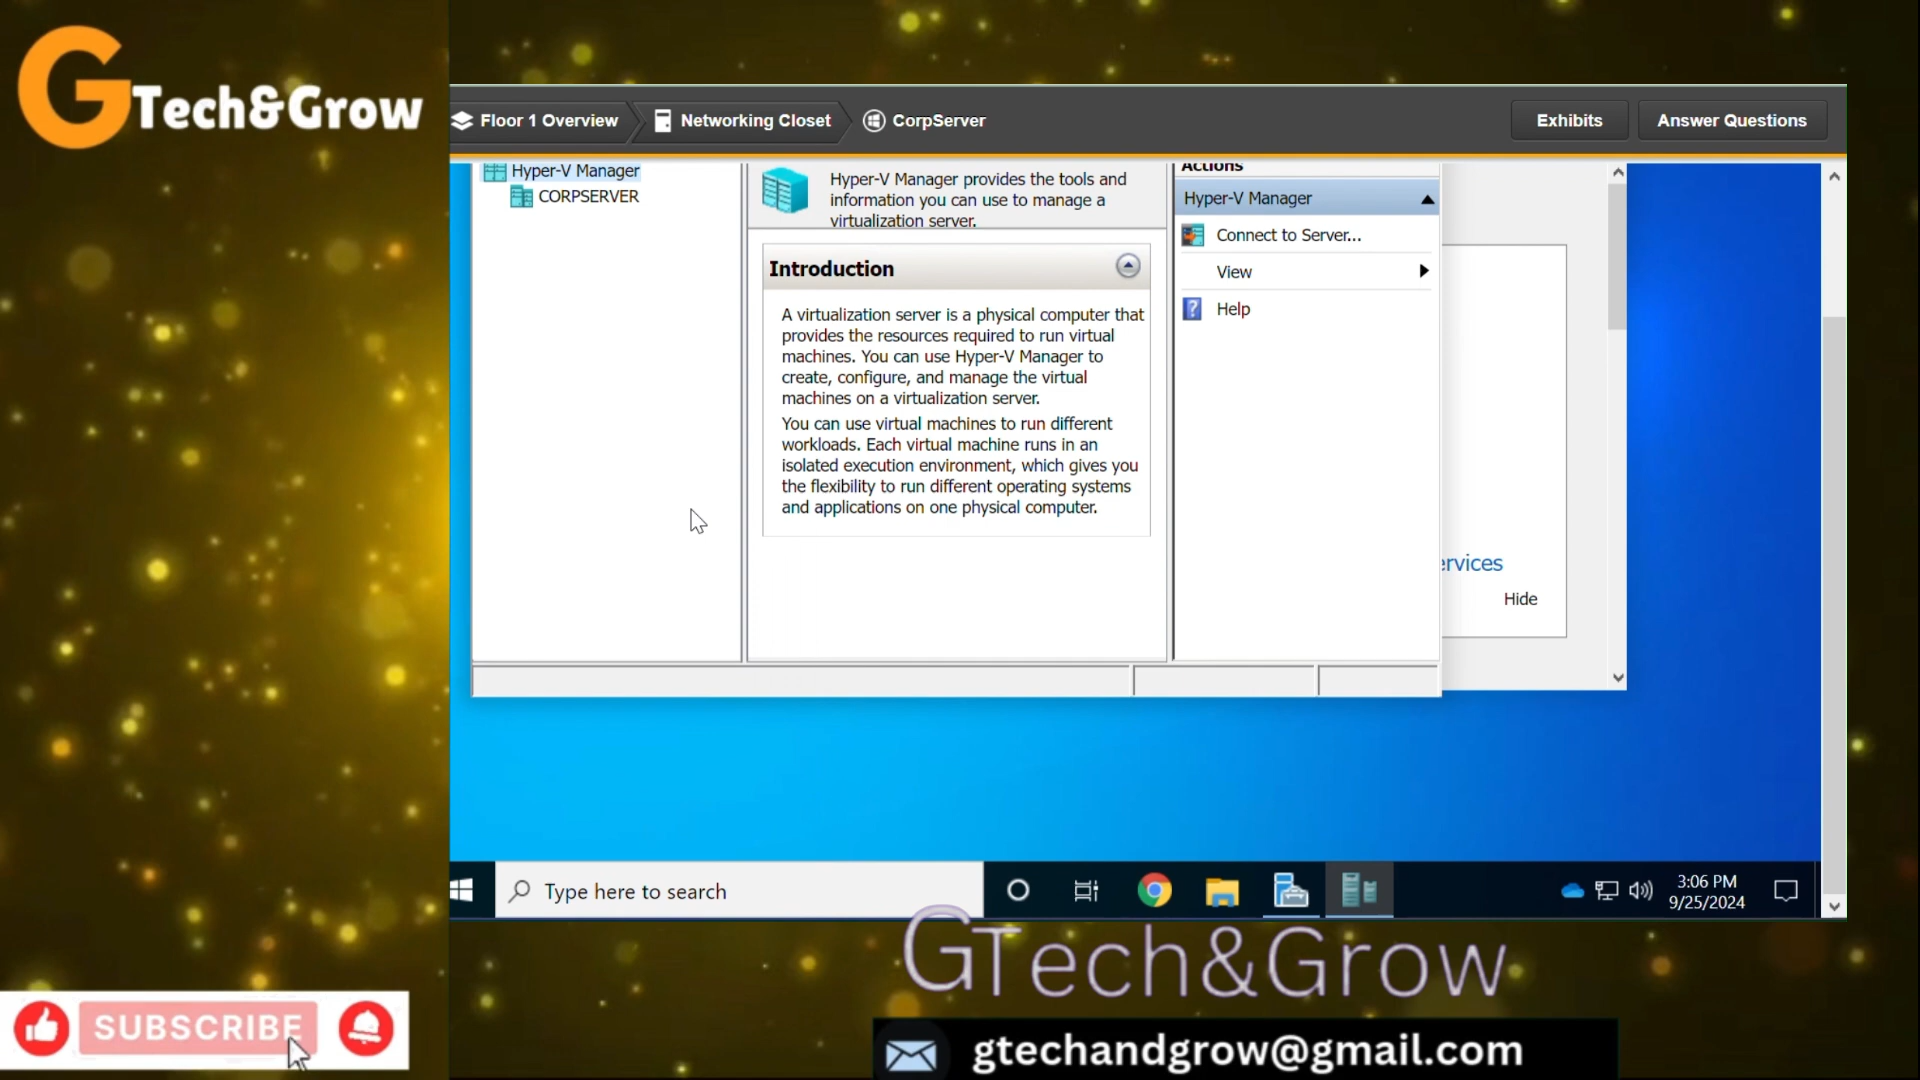 GTech&Grow
Floor 1 Overview
Networking Closet
CorpServer
Exhibits
Answer Questions
Hyper-V Manager
CORPSERVER
Hyper-V Manager provides the tools and
information you can use to manage a
virtualization server.
Introduction
A virtualization server is a physical computer that
provides the resources required to run virtual
machines. You can use Hyper-V Manager to
create, configure, and manage the virtual
machines on a virtualization server.
You can use virtual machines to run different
workloads. Each virtual machine runs in an
isolated execution environment, which gives you
the flexibility to run different operating systems
and applications on one physical computer.
Actions
Hyper-V Manager
Connect to Server...
View
Help
ervices
Hide
Type here to search
3:06 PM
9/25/2024
GTech&Grow
SUBSCRIBE
gtechandgrow@gmail.com